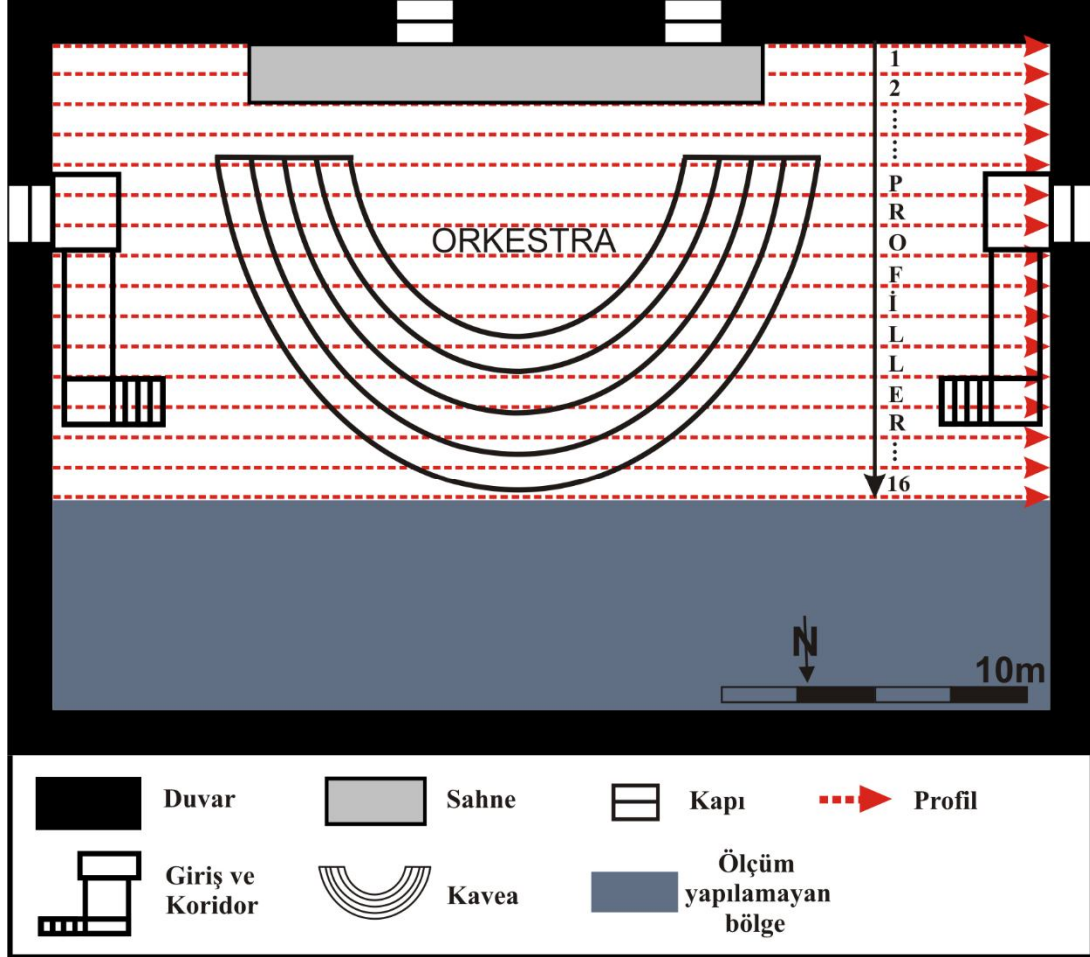 1
2
⋮
⋮
P
R
O
F
İ
L
L
E
R
⋮
16
ORKESTRA
N
10m
Duvar
Sahne
Kapı
Profil
Giriş ve
Koridor
Kavea
Ölçüm
yapılamayan
bölge